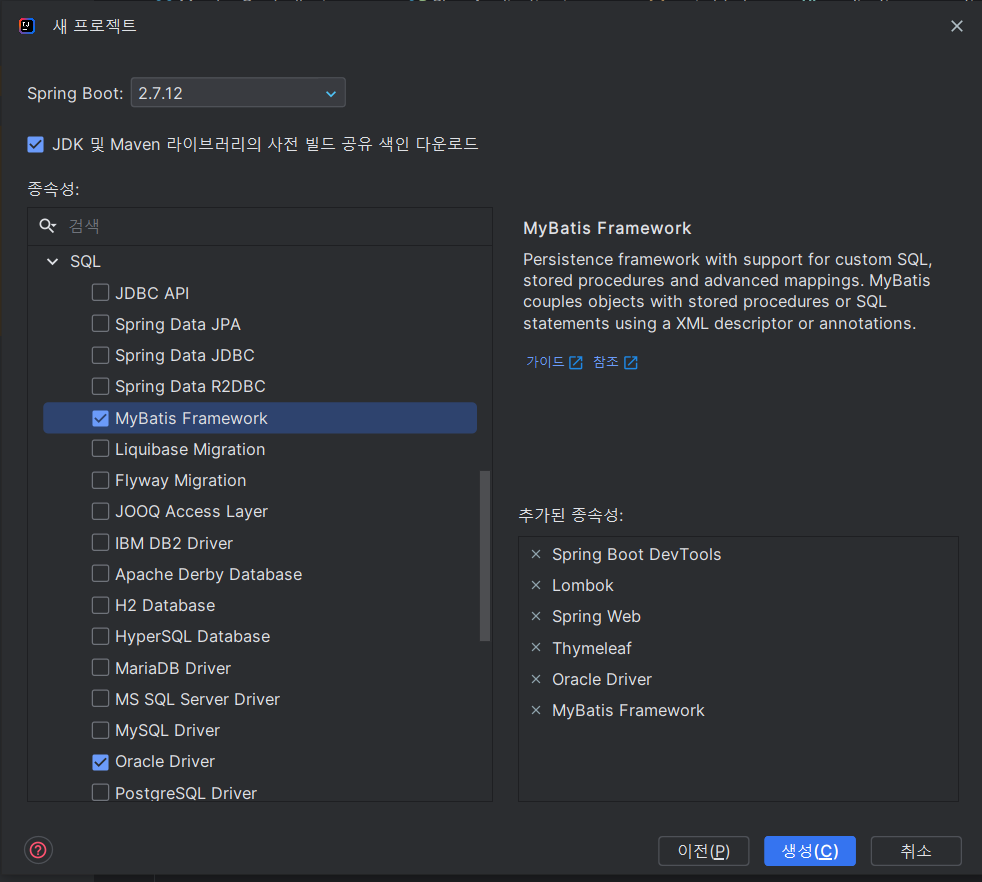 새 프로젝트
Spring Boot: 2.7.12
JDK 및 Maven 라이브러리의 사전 빌드 공유 색인 다운로드
종속성:
검색
SQL
JDBC API
Spring Data JPA
Spring Data JDBC
Spring Data R2DBC
MyBatis Framework
Liquibase Migration
Flyway Migration
JOOQ Access Layer
IBM DB2 Driver
Apache Derby Database
H2 Database
HyperSQL Database
MariaDB Driver
MS SQL Server Driver
MySQL Driver
Oracle Driver
PostgreSQL Driver
MyBatis Framework
Persistence framework with support for custom SQL,
stored procedures and advanced mappings. MyBatis
couples objects with stored procedures or SQL
statements using a XML descriptor or annotations.
가이드 참조
추가된 종속성:
Spring Boot DevTools
Lombok
Spring Web
Thymeleaf
Oracle Driver
MyBatis Framework
이전(P) 생성(C) 취소